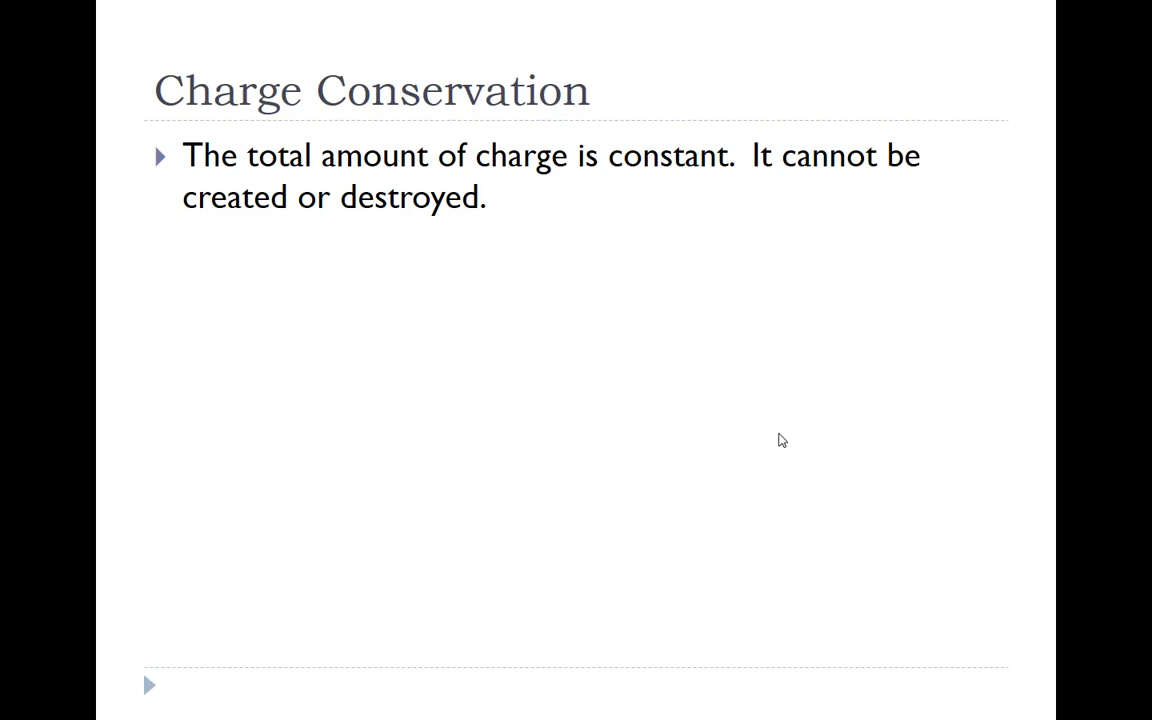 Charge Conservation
The total amount of charge is constant.  It cannot be
created or destroyed.